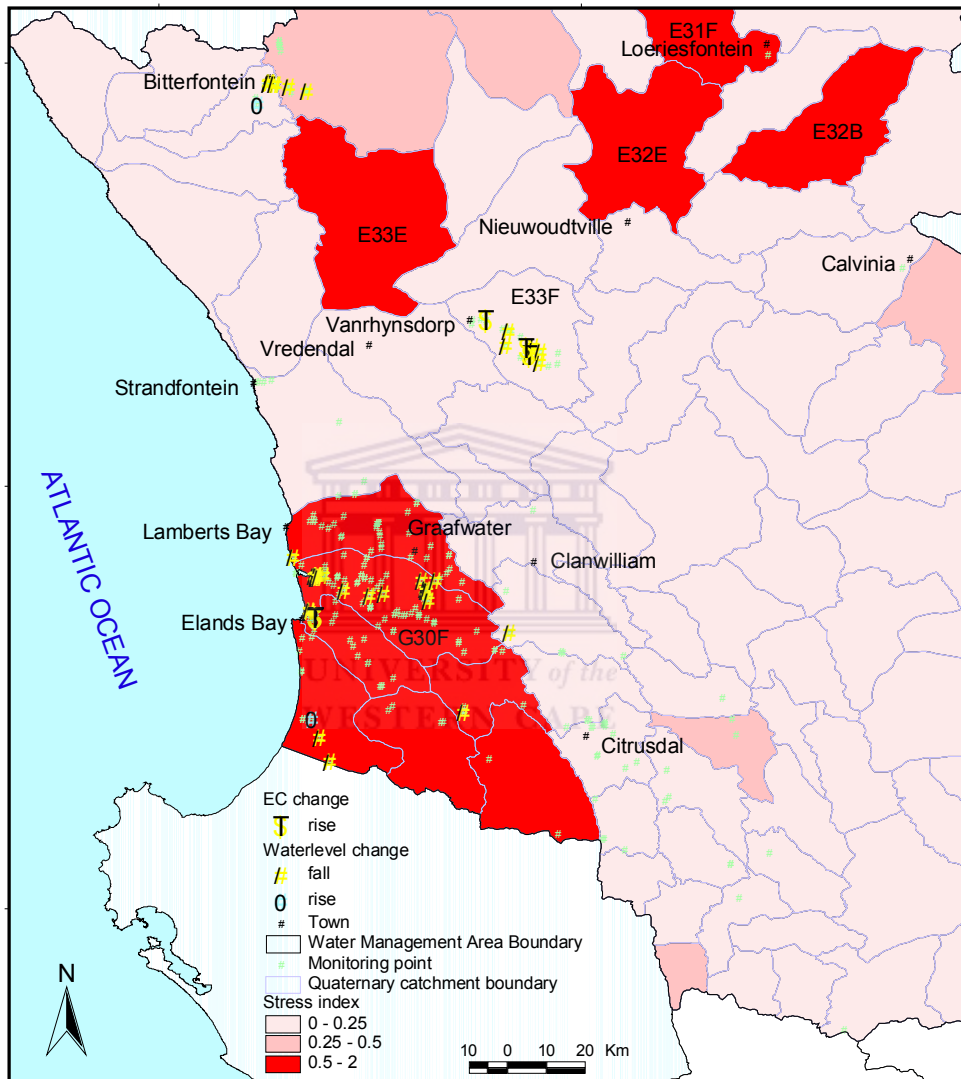 E31F
Loeriesfontein
Bitterfontein
E32B
E32E
E33E
Nieuwoudtville
Calvinia
E33F
Vanrhynsdorp
Vredendal
Strandfontein
ATLANTIC OCEAN
Lamberts Bay
Graafwater
Clanwilliam
Elands Bay
G30F
UNIVERSITY of the
WESTERN CAPE
Citrusdal
EC change
rise
Waterlevel change
fall
rise
Town
Water Management Area Boundary
Monitoring point
Quaternary catchment boundary
Stress index
0 - 0.25
0.25 - 0.5
0.5 - 2
N
10 0 10 20 Km